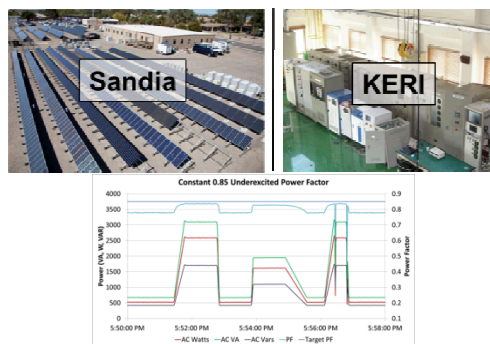 Sandia
KERI
Constant 0.85 Underexcited Power Factor
4000
3500
3000
2500
2000
1500
1000
500
0
Power (VA, W, VAR)
0.9
0.8
0.7
0.6
0.5
0.4
0.3
0.2
0.1
Power Factor
5:50:00 PM
5:52:00 PM
5:54:00 PM
5:56:00 PM
5:58:00 PM
AC Watts
AC VA
AC Vars
PF
Target PF